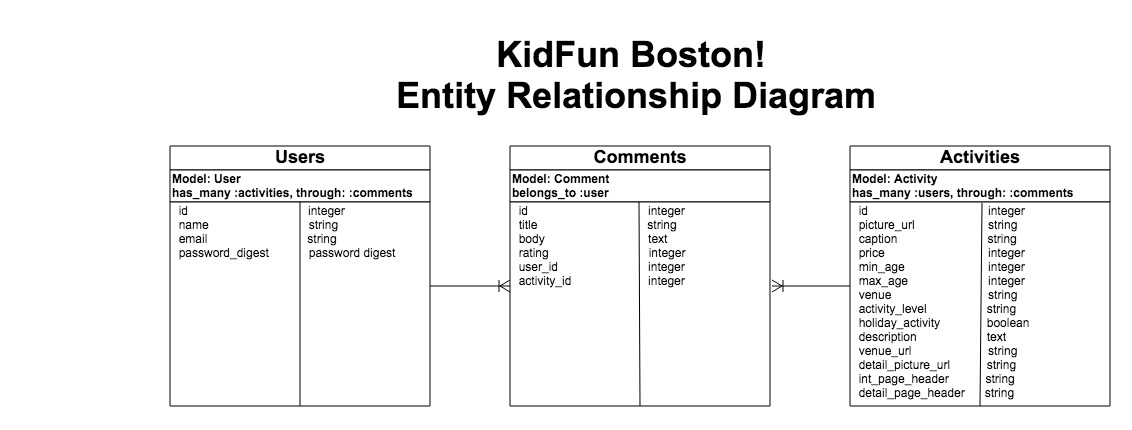 KidFun Boston!
Entity Relationship Diagram
Users
Model: User
has_many :activities, through: :comments
id integer
name string
email string
password_digest password digest
Comments
Model: Comment
belongs_to :user
id integer
title string
body text
rating integer
user_id integer
activity_id integer
Activities
Model: Activity
has_many :users, through: :comments
id integer
picture_url string
caption string
price integer
min_age integer
max_age integer
venue string
activity_level string
holiday_activity boolean
description text
venue_url string
detail_picture_url string
int_page_header string
detail_page_header string